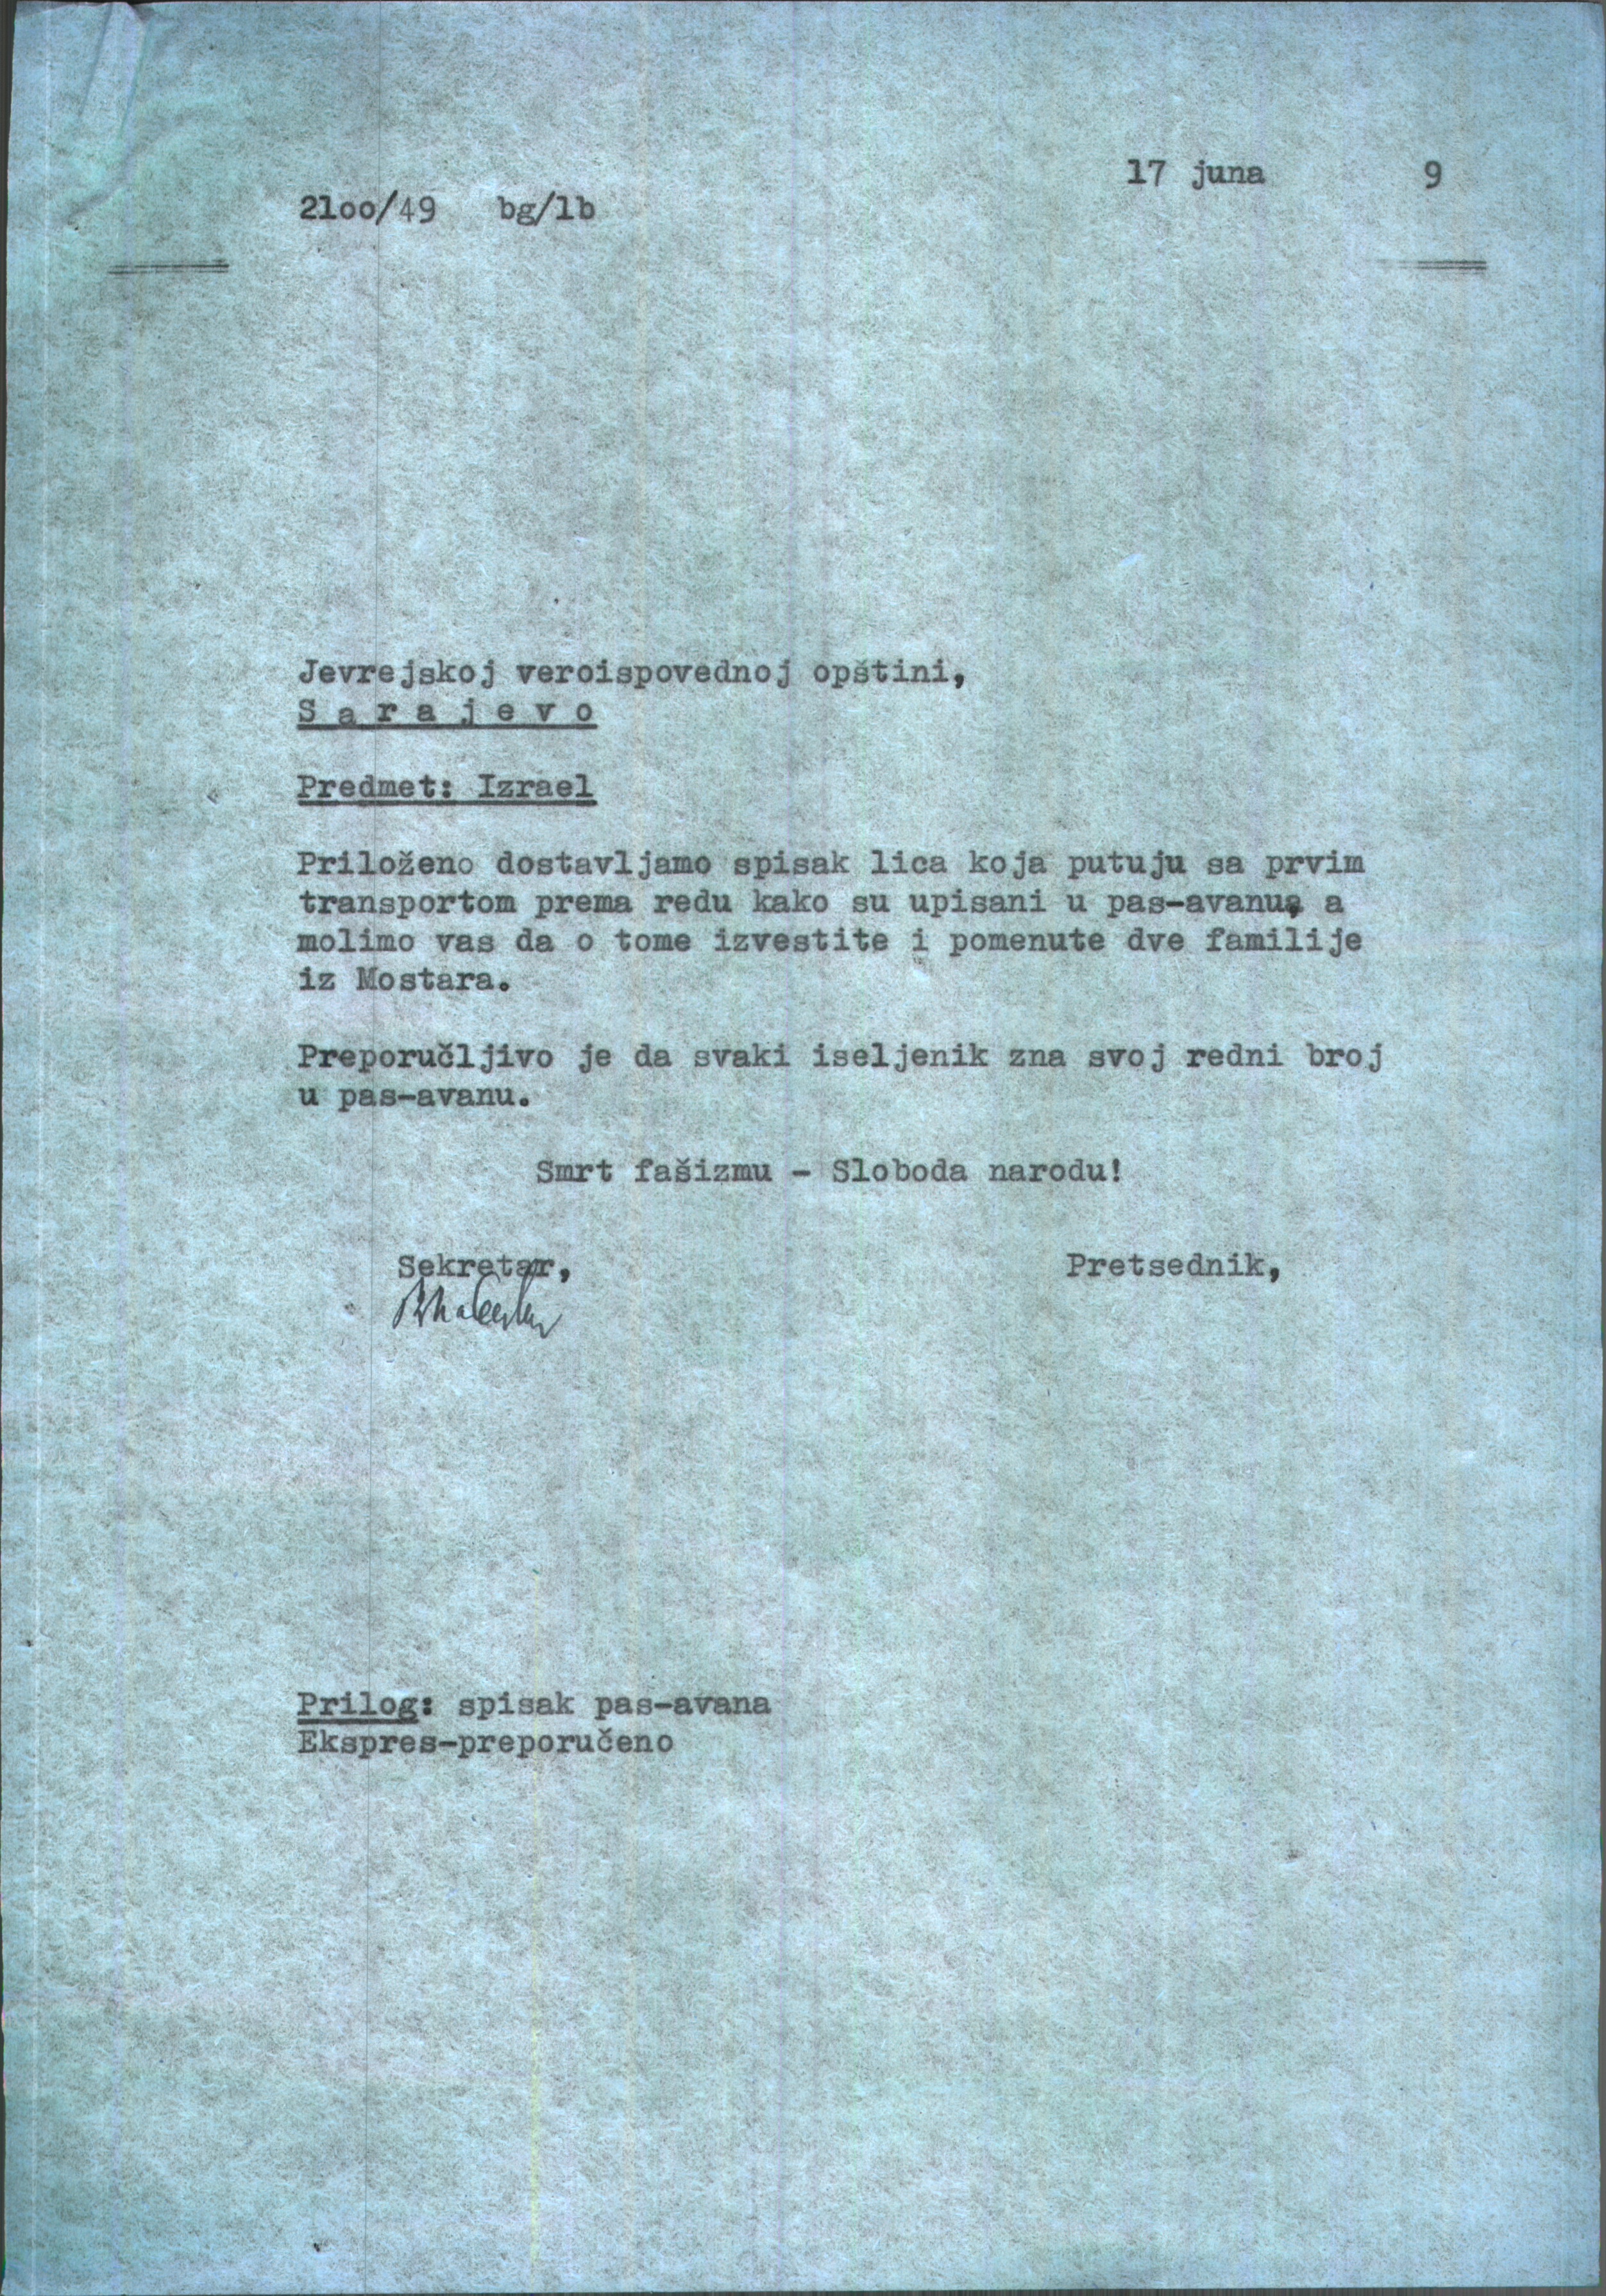 17 juna 9
2loo/49 bg/lb
Jevrejskoj veroispovednoj opštini,
S a r a j e v o
Predmet: Izrael
Priloženo dostavljamo spisak lica koja putuju sa prvim
transportom prema redu kako su upisani u pas-avanu, a
molimo vas da o tome izvestite i pomenute dve familije
iz Mostara.
Preporučljivo je da svaki iseljenik zna svoj redni broj
u pas-avanu.
Smrt fašizmu - Sloboda narodu!
Sekretar, Pretsednik,
Prilog: spisak pas-avana
Ekspres-preporučeno